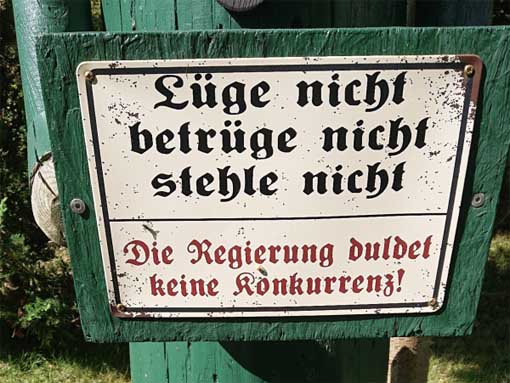 Lüge nicht
betrüge nicht
stehle nicht
Die Regierung duldet
keine Konkurrenz!